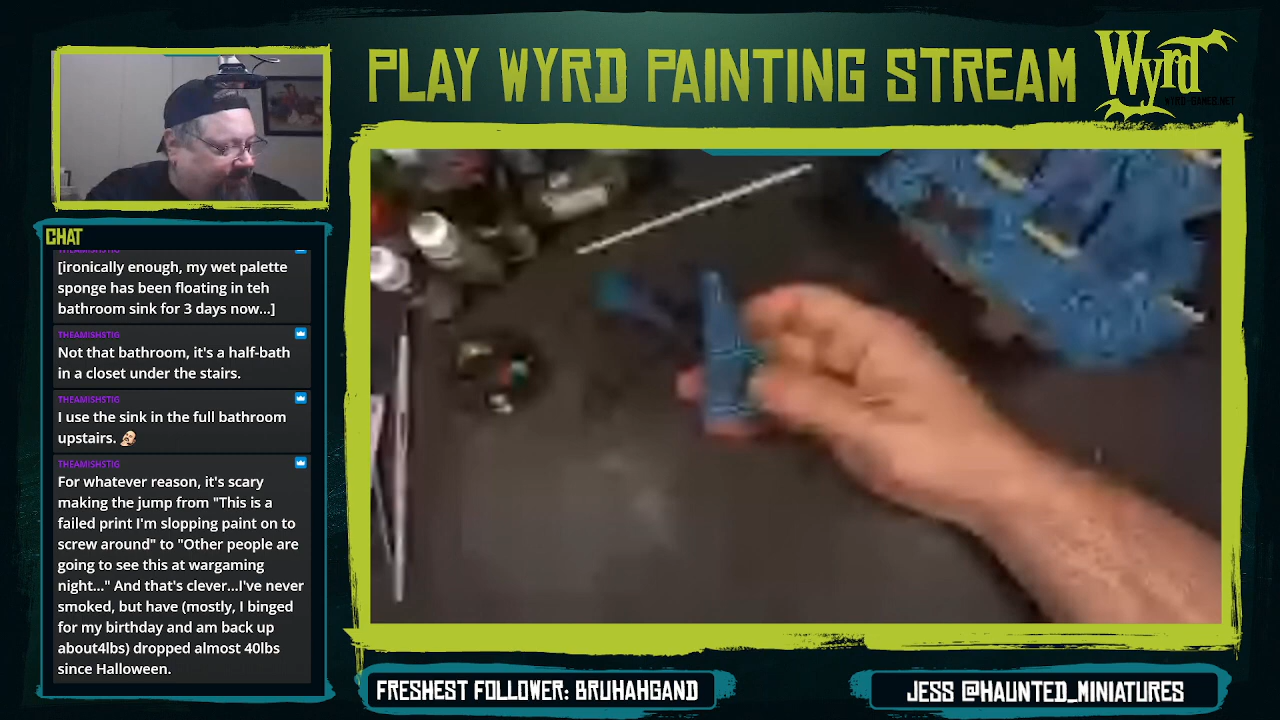 PLAY WYRD PAINTING STREAM
Wyrd
WYRD-GAMES.NET
CHAT
THEAMISHSTIG
[ironically enough, my wet palette
sponge has been floating in teh
bathroom sink for 3 days now...]
THEAMISHSTIG
Not that bathroom, it's a half-bath
in a closet under the stairs.
THEAMISHSTIG
I use the sink in the full bathroom
upstairs.
THEAMISHSTIG
For whatever reason, it's scary
making the jump from "This is a
failed print I'm slopping paint on to
screw around" to "Other people are
going to see this at wargaming
night..." And that's clever...I've never
smoked, but have (mostly, I binged
for my birthday and am back up
about4lbs) dropped almost 40lbs
since Halloween.
FRESHEST FOLLOWER: BRUHAHGAND
JESS @HAUNTED_MINIATURES